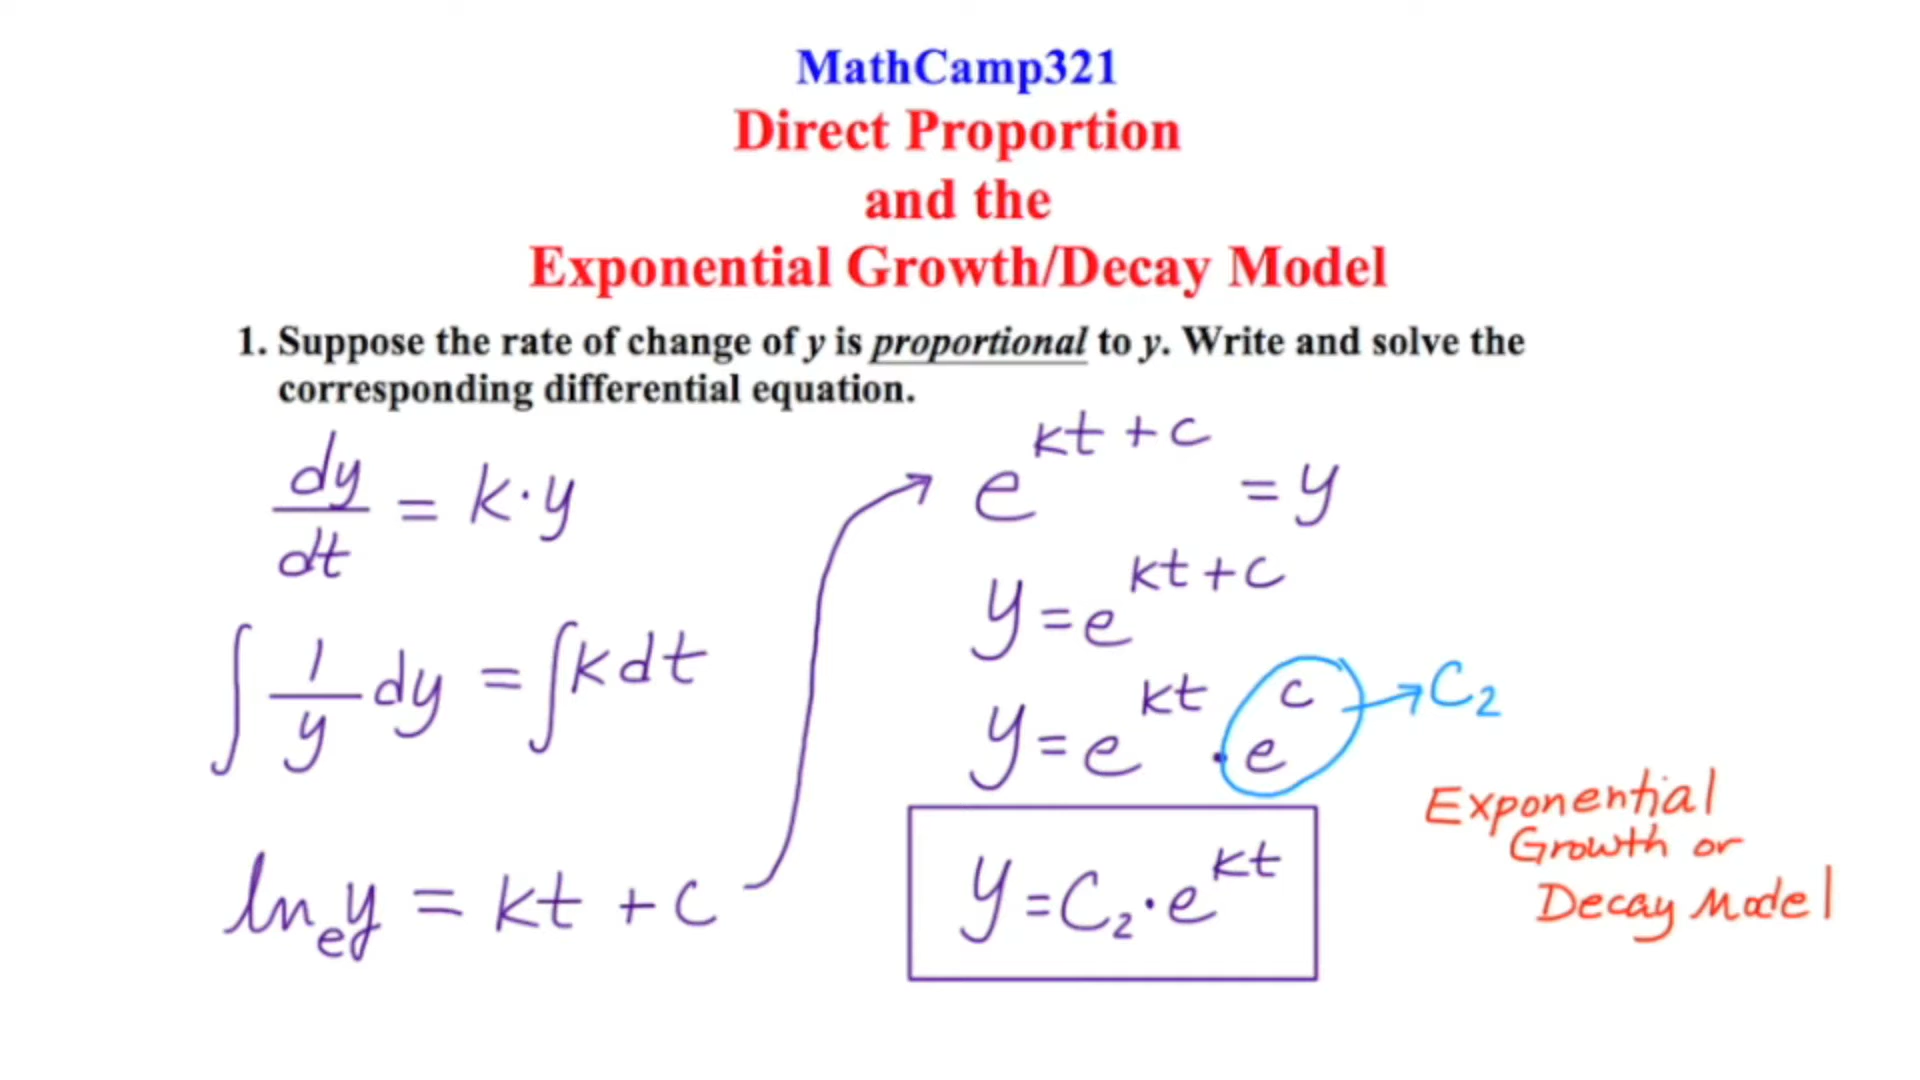 MathCamp321
Direct Proportion
and the
Exponential Growth/Decay Model
1. Suppose the rate of change of y is proportional to y. Write and solve the
corresponding differential equation.
dy/dt = k·y
∫ 1/y dy = ∫ k dt
lnₑy = kt + c
e^(kt + c) = y
y = e^(kt + c)
y = e^(kt) · e^c → C₂
y = C₂ · e^(kt)
Exponential
Growth or
Decay Model